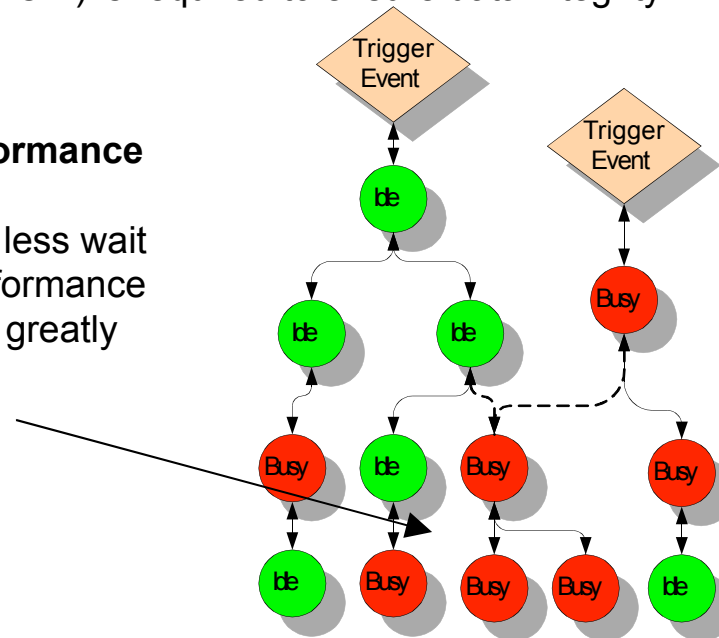 Trigger
Event
ormance
Trigger
Event
Idle
less wait
formance
greatly
Busy
Idle
Idle
Busy
Idle
Busy
Busy
Idle
Busy
Busy
Busy
Idle